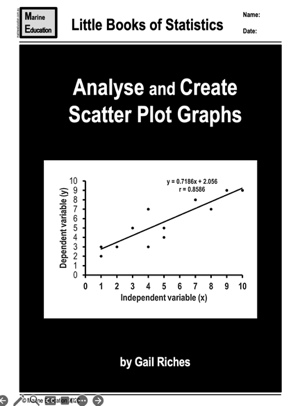 Marine
Education
Little Books of Statistics
Name:
Date:
Analyse and Create
Scatter Plot Graphs
y = 0.7186x + 2.056
r = 0.8586
Dependent variable (y)
10
9
8
7
6
5
4
3
2
1
0
0 1 2 3 4 5 6 7 8 9 10
Independent variable (x)
by Gail Riches
© Marine